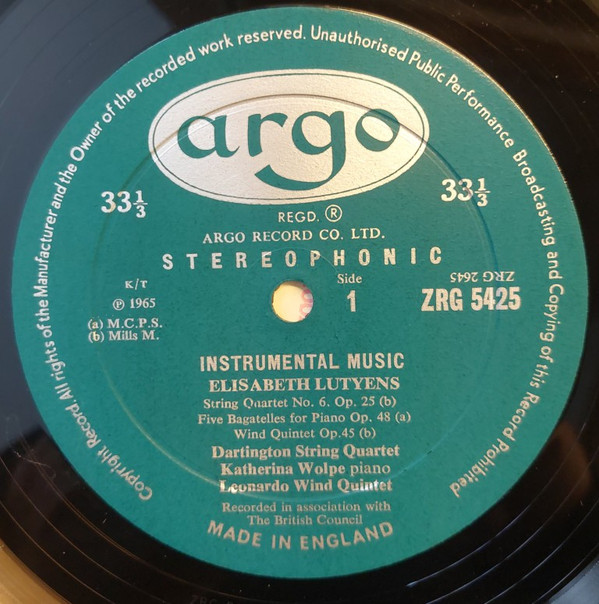 Copyright Record. All rights of the Manufacturer and the Owner of the recorded work reserved. Unauthorised Public Performance Broadcasting and Copying of this Record Prohibited
argo
33⅓
33⅓
REGD. ®
ARGO RECORD CO. LTD.
STEREOPHONIC
K/T
℗ 1965
(a) M.C.P.S.
(b) Mills M.
Side
1
ZRG 2645
ZRG 5425
INSTRUMENTAL MUSIC
ELISABETH LUTYENS
String Quartet No. 6. Op. 25 (b)
Five Bagatelles for Piano Op. 48 (a)
Wind Quintet Op.45 (b)
Dartington String Quartet
Katherina Wolpe piano
Leonardo Wind Quintet
Recorded in association with
The British Council
MADE IN ENGLAND